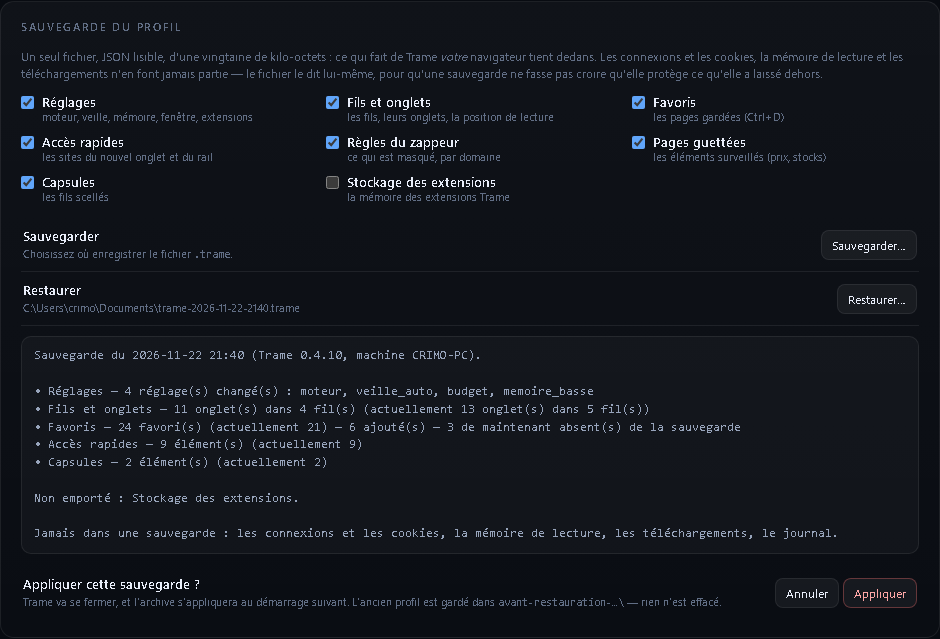 SAUVEGARDE DU PROFIL
Un seul fichier, JSON lisible, d'une vingtaine de kilo-octets : ce qui fait de Trame votre navigateur tient dedans. Les connexions et les cookies, la mémoire de lecture et les
téléchargements n'en font jamais partie — le fichier le dit lui-même, pour qu'une sauvegarde ne fasse pas croire qu'elle protège ce qu'elle a laissé dehors.
Réglages
moteur, veille, mémoire, fenêtre, extensions
Fils et onglets
les fils, leurs onglets, la position de lecture
Favoris
les pages gardées (Ctrl+D)
Accès rapides
les sites du nouvel onglet et du rail
Règles du zappeur
ce qui est masqué, par domaine
Pages guettées
les éléments surveillés (prix, stocks)
Capsules
les fils scellés
Stockage des extensions
la mémoire des extensions Trame
Sauvegarder
Choisissez où enregistrer le fichier .trame.
Sauvegarder…
Restaurer
C:\Users\crimo\Documents\trame-2026-11-22-2140.trame
Restaurer…
Sauvegarde du 2026-11-22 21:40 (Trame 0.4.10, machine CRIMO-PC).
• Réglages — 4 réglage(s) changé(s) : moteur, veille_auto, budget, memoire_basse
• Fils et onglets — 11 onglet(s) dans 4 fil(s) (actuellement 13 onglet(s) dans 5 fil(s))
• Favoris — 24 favori(s) (actuellement 21) — 6 ajouté(s) — 3 de maintenant absent(s) de la sauvegarde
• Accès rapides — 9 élément(s) (actuellement 9)
• Capsules — 2 élément(s) (actuellement 2)
Non emporté : Stockage des extensions.
Jamais dans une sauvegarde : les connexions et les cookies, la mémoire de lecture, les téléchargements, le journal.
Appliquer cette sauvegarde ?
Trame va se fermer, et l'archive s'appliquera au démarrage suivant. L'ancien profil est gardé dans avant-restauration-…\ — rien n'est effacé.
Annuler
Appliquer